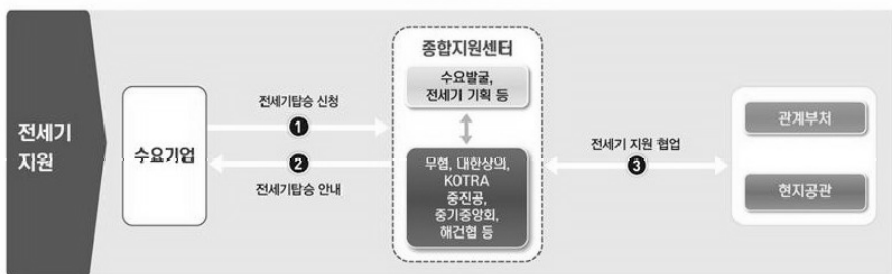 전세기
지원
수요기업
전세기탑승 신청
❶
❷
전세기탑승 안내
종합지원센터
수요발굴,
전세기 기획 등
무협, 대한상의,
KOTRA
중진공,
중기중앙회,
해건협 등
전세기 지원 협업
❸
관계부처
현지공관